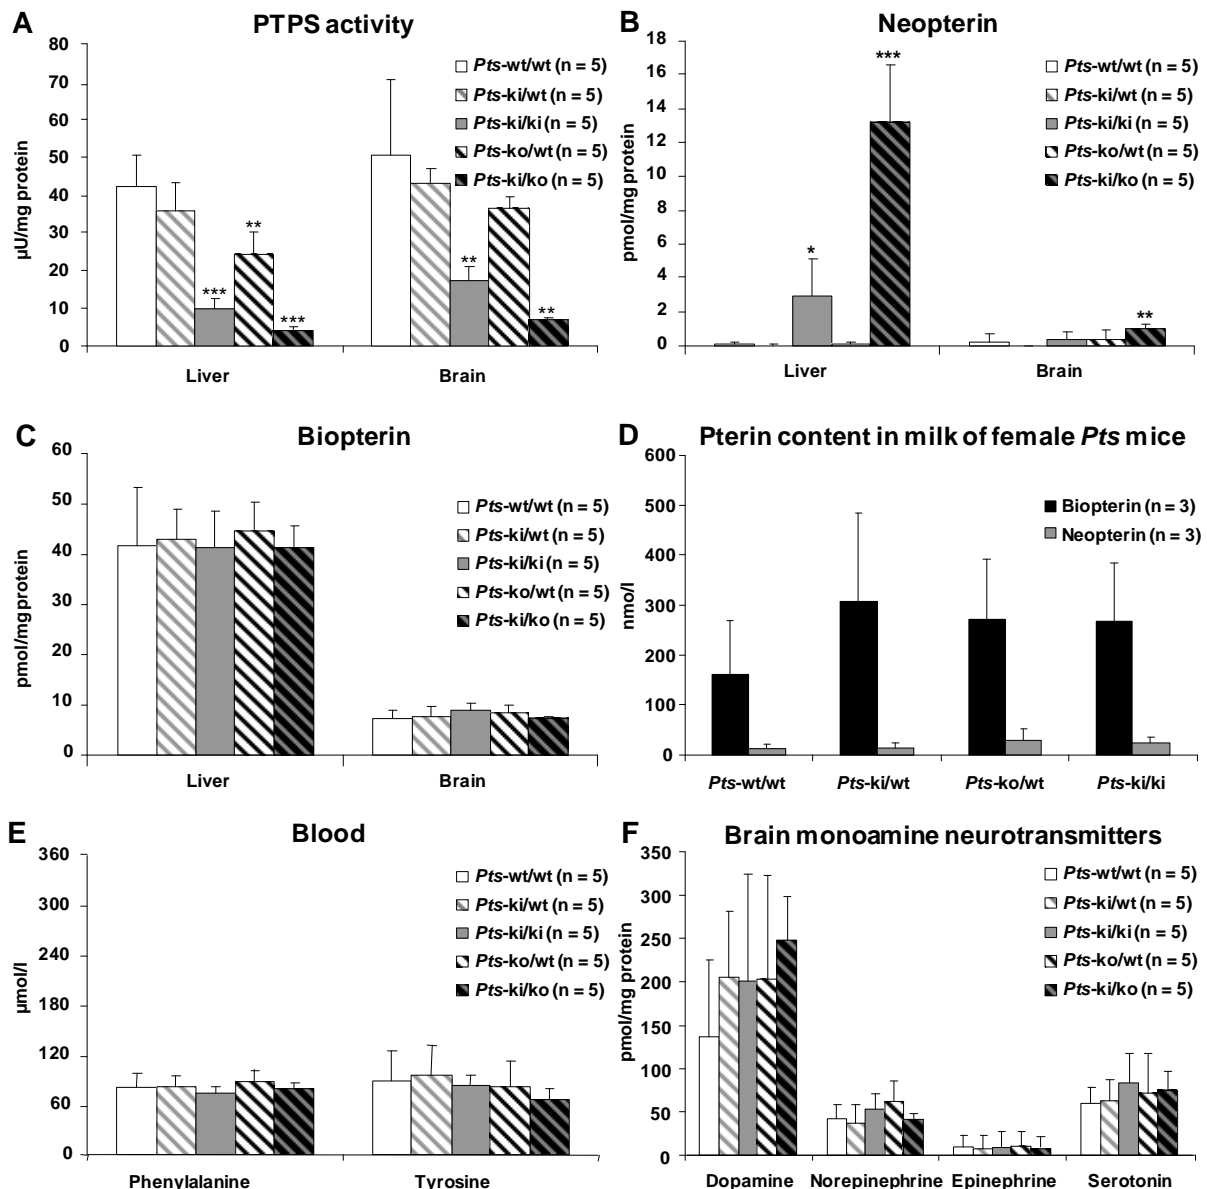 A
PTPS activity
80
70
60
50
40
30
20
10
0
µU/mg protein
Pts-wt/wt (n = 5)
Pts-ki/wt (n = 5)
Pts-ki/ki (n = 5)
Pts-ko/wt (n = 5)
Pts-ki/ko (n = 5)
***
**
***
**
**
Liver
Brain
B
Neopterin
18
16
14
12
10
8
6
4
2
0
pmol/mg protein
Pts-wt/wt (n = 5)
Pts-ki/wt (n = 5)
Pts-ki/ki (n = 5)
Pts-ko/wt (n = 5)
Pts-ki/ko (n = 5)
*
***
**
Liver
Brain
C
Biopterin
60
50
40
30
20
10
0
pmol/mg protein
Pts-wt/wt (n = 5)
Pts-ki/wt (n = 5)
Pts-ki/ki (n = 5)
Pts-ko/wt (n = 5)
Pts-ki/ko (n = 5)
Liver
Brain
D
Pterin content in milk of female Pts mice
600
500
400
300
200
100
0
nmo/l
Biopterin (n = 3)
Neopterin (n = 3)
Pts-wt/wt
Pts-ki/wt
Pts-ko/wt
Pts-ki/ki
E
Blood
360
300
240
180
120
60
0
µmol/l
Pts-wt/wt (n = 5)
Pts-ki/wt (n = 5)
Pts-ki/ki (n = 5)
Pts-ko/wt (n = 5)
Pts-ki/ko (n = 5)
Phenylalanine
Tyrosine
F
Brain monoamine neurotransmitters
350
300
250
200
150
100
50
0
pmol/mg protein
Pts-wt/wt (n = 5)
Pts-ki/wt (n = 5)
Pts-ki/ki (n = 5)
Pts-ko/wt (n = 5)
Pts-ki/ko (n = 5)
Dopamine
Norepinephrine
Epinephrine
Serotonin